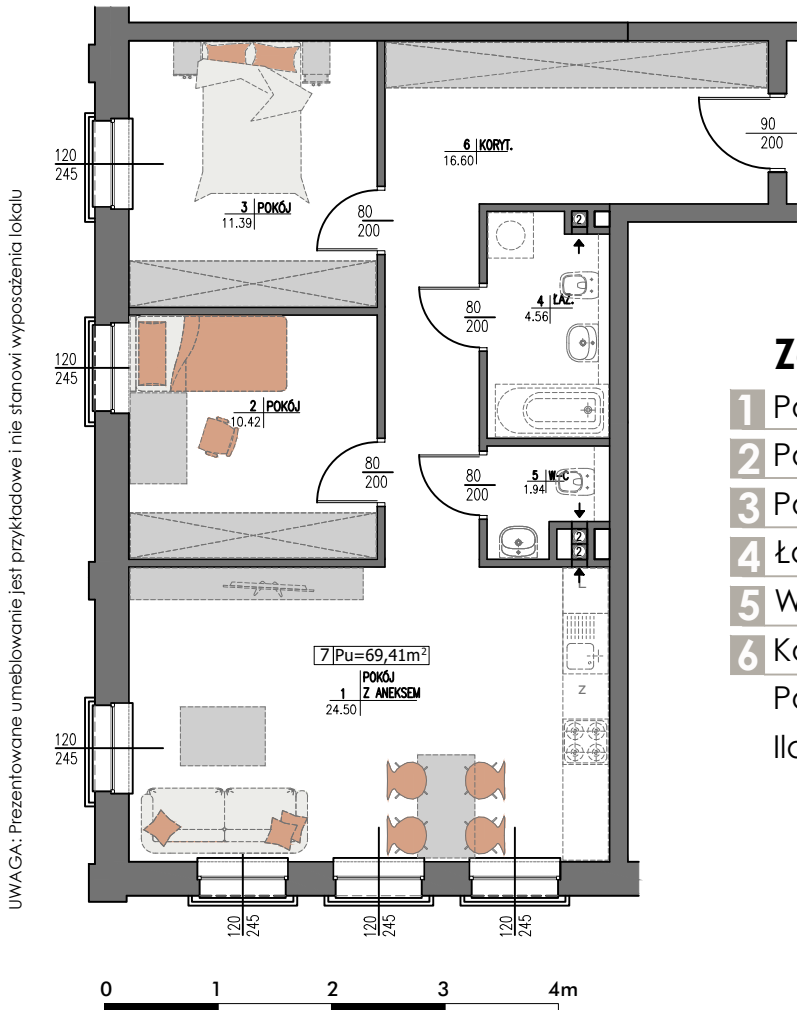 UWAGA: Prezentowane umeblowanie jest przykładowe i nie stanowi wyposażenia lokalu
6 KORYT.
16.60
90
200
120
245
3 POKÓJ
11.39
80
200
2
4 ŁAZ.
4.56
80
200
120
245
2 POKÓJ
10.42
80
200
80
200
5 W-C
1.94
2
2
L
7 Pu=69,41m²
POKÓJ
1 Z ANEKSEM
24.50
Z
120
245
120
245
120
245
120
245
Z
1 Po
2 Po
3 Po
4 Ła
5 W
6 Ko
Po
Ilo
0 1 2 3 4m